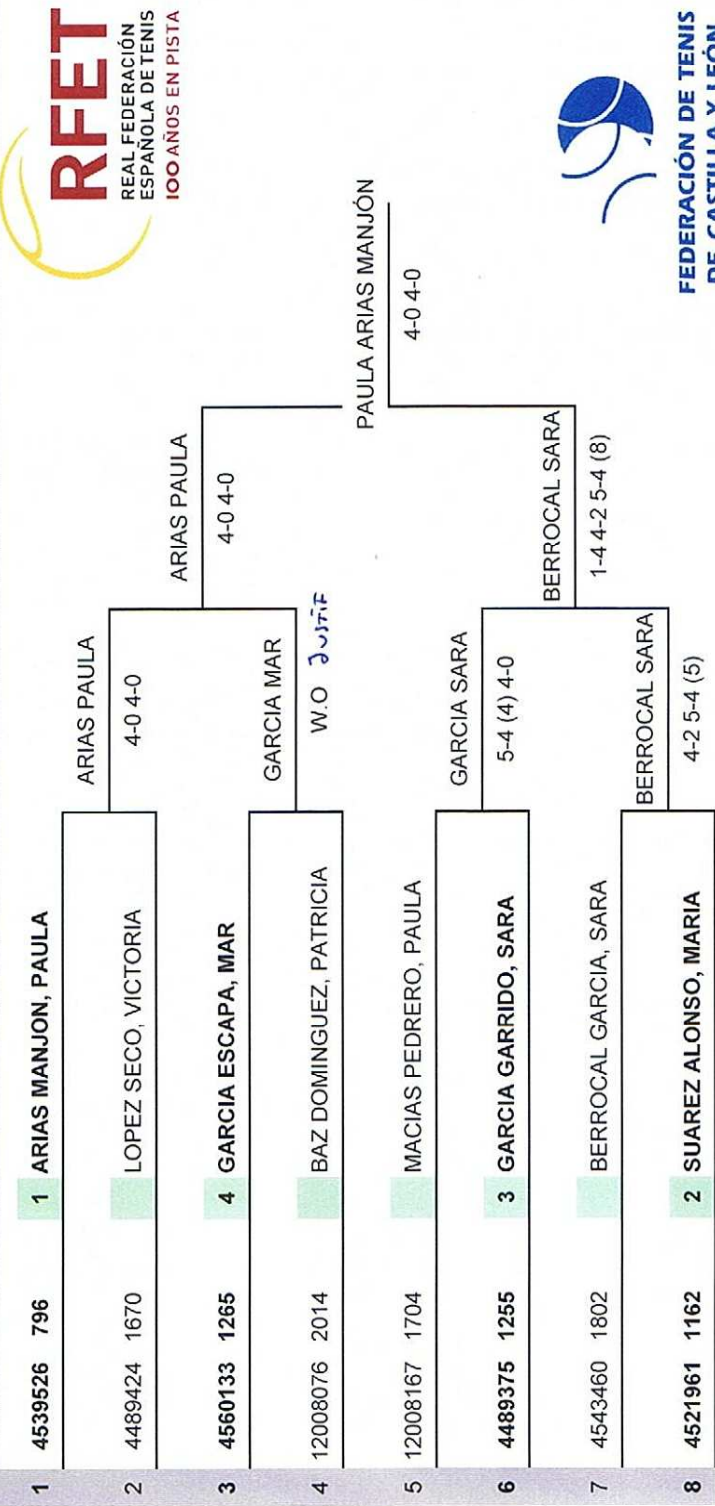 1 4539526 796 1 ARIAS MANJON, PAULA
ARIAS PAULA
2 4489424 1670 LOPEZ SECO, VICTORIA
4-0 4-0
ARIAS PAULA
3 4560133 1265 4 GARCIA ESCAPA, MAR
4-0 4-0
GARCIA MAR
4 12008076 2014 BAZ DOMINGUEZ, PATRICIA
W.O Justif
PAULA ARIAS MANJÓN
5 12008167 1704 MACIAS PEDRERO, PAULA
4-0 4-0
GARCIA SARA
6 4489375 1255 3 GARCIA GARRIDO, SARA
5-4 (4) 4-0
BERROCAL SARA
7 4543460 1802 BERROCAL GARCIA, SARA
1-4 4-2 5-4 (8)
BERROCAL SARA
8 4521961 1162 2 SUAREZ ALONSO, MARIA
4-2 5-4 (5)
RFET
REAL FEDERACIÓN
ESPAÑOLA DE TENIS
100 AÑOS EN PISTA
FEDERACIÓN DE TENIS
DE CASTILLA Y LEÓN